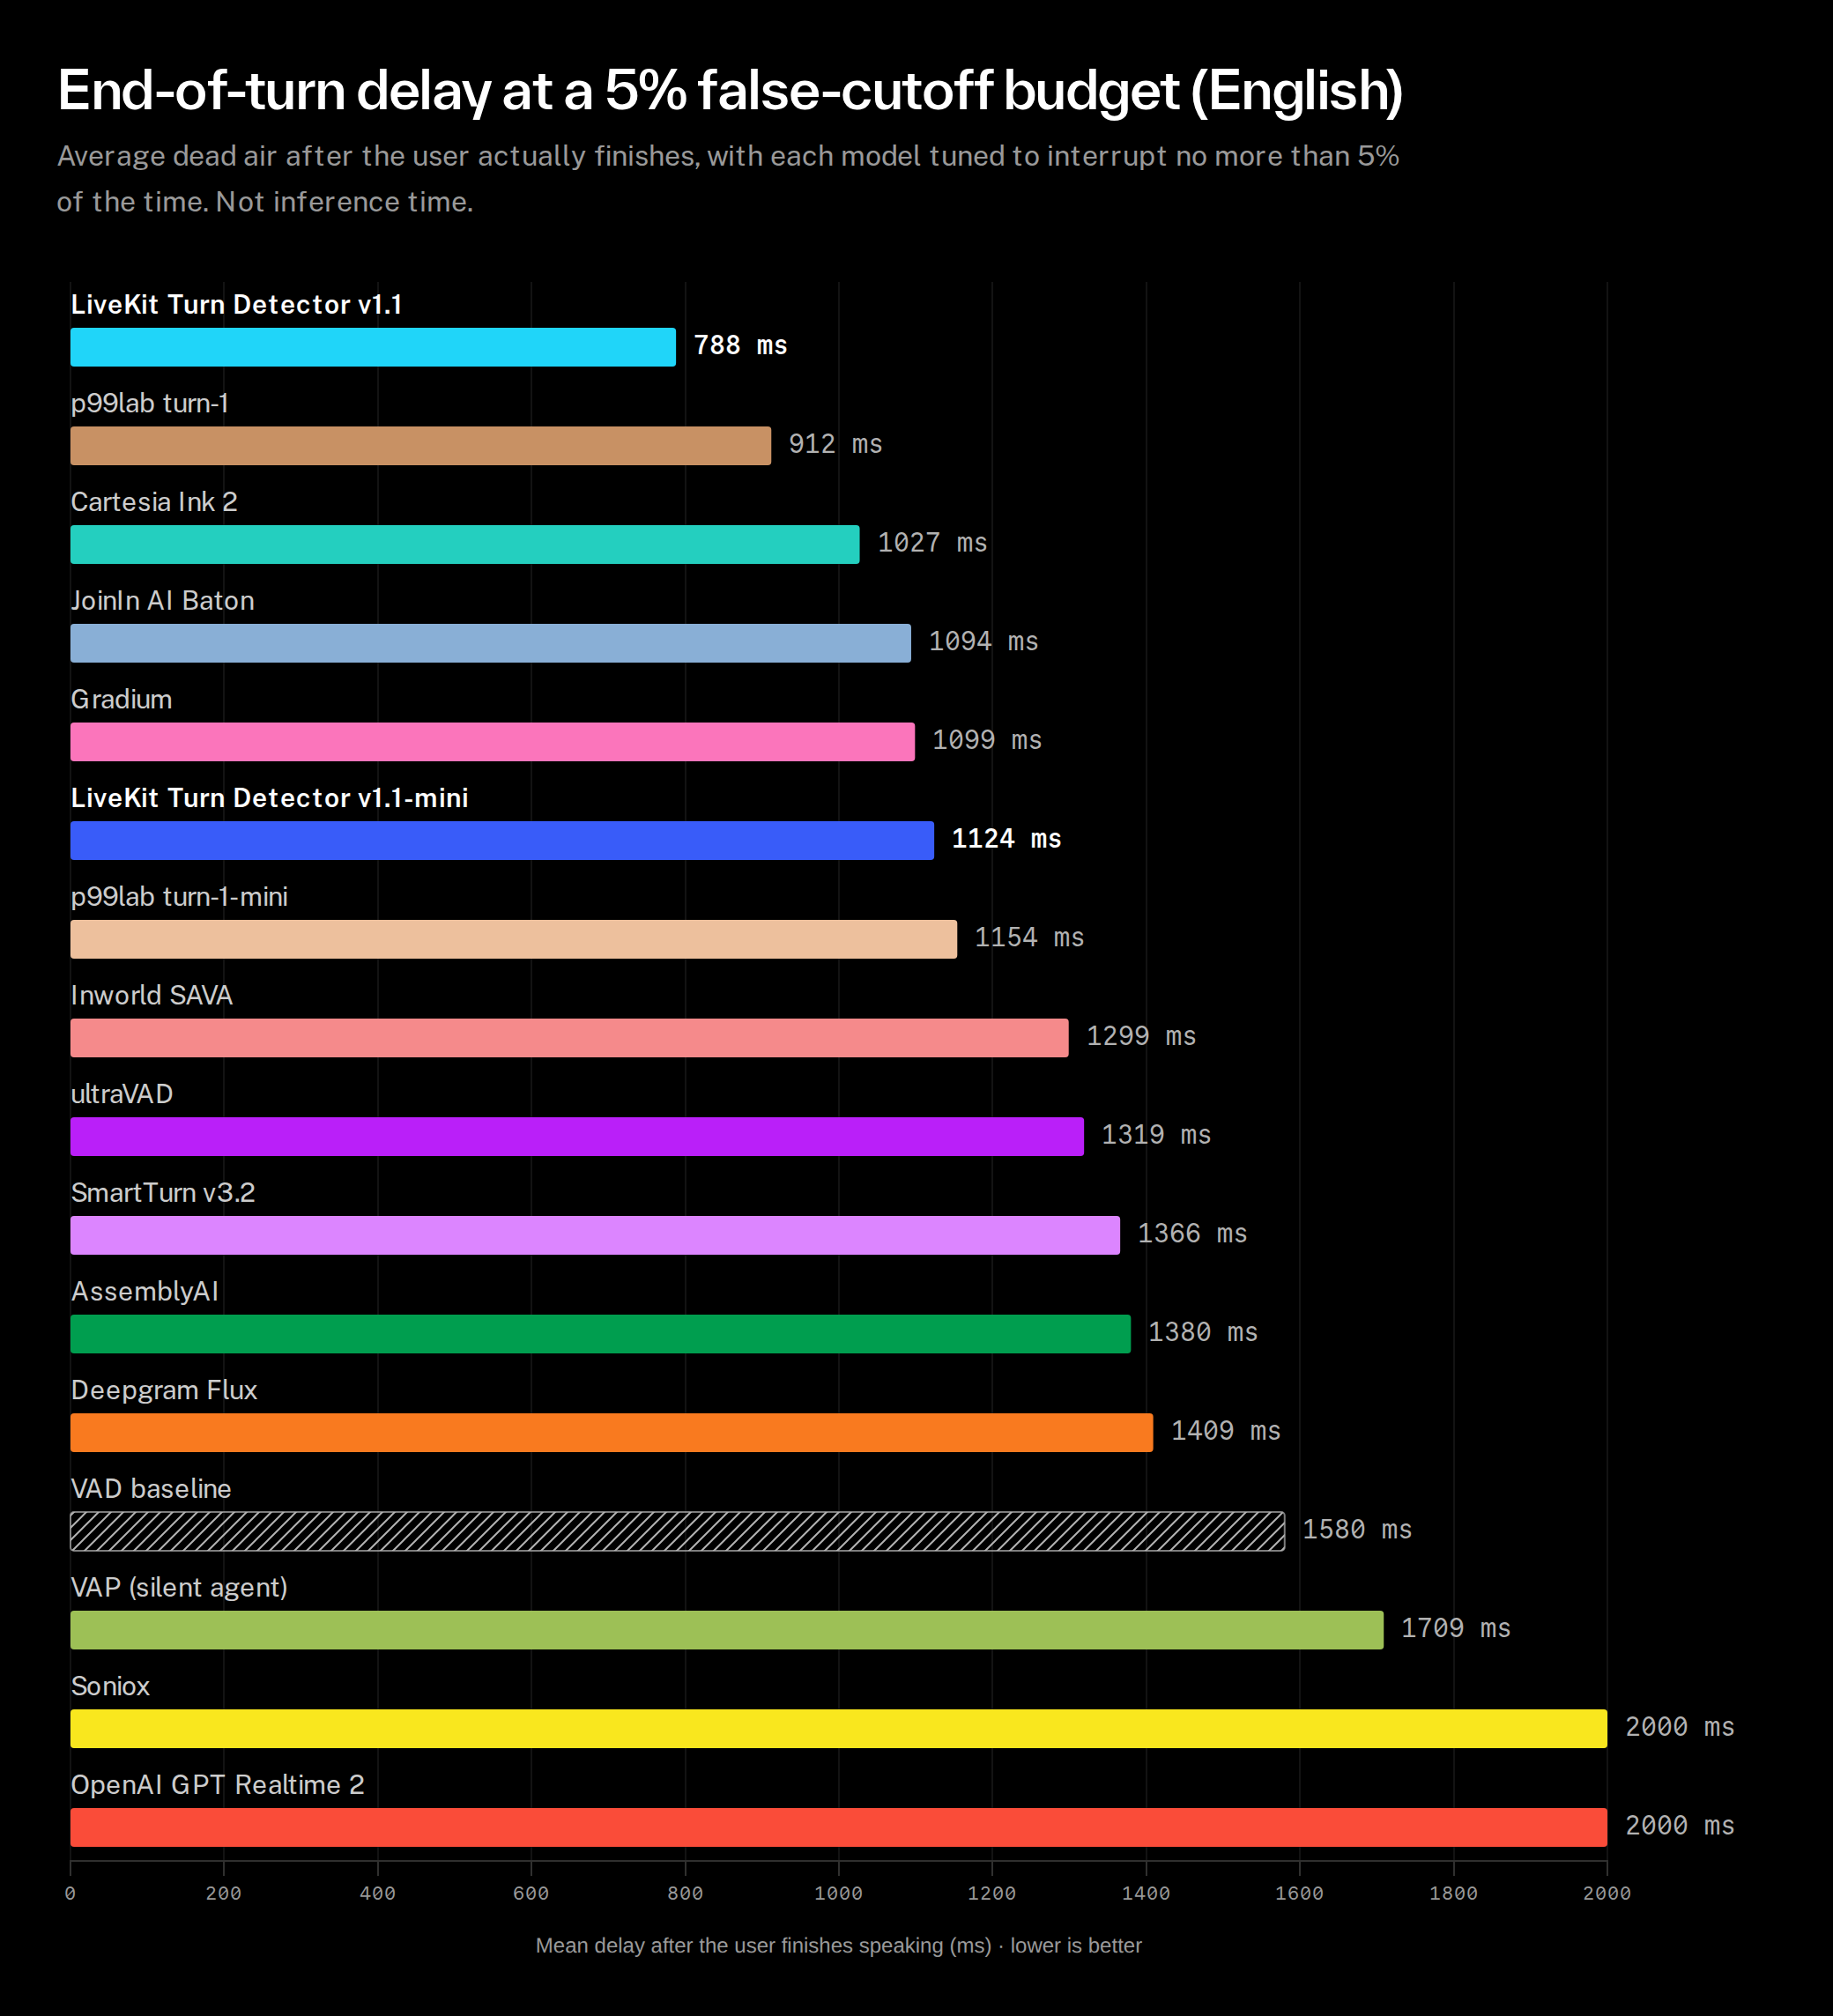 End-of-turn delay at a 5% false-cutoff budget (English)
Average dead air after the user actually finishes, with each model tuned to interrupt no more than 5%
of the time. Not inference time.
LiveKit Turn Detector v1.1
788 ms
p99lab turn-1
912 ms
Cartesia Ink 2
1027 ms
JoinIn AI Baton
1094 ms
Gradium
1099 ms
LiveKit Turn Detector v1.1-mini
1124 ms
p99lab turn-1-mini
1154 ms
Inworld SAVA
1299 ms
ultraVAD
1319 ms
SmartTurn v3.2
1366 ms
AssemblyAI
1380 ms
Deepgram Flux
1409 ms
VAD baseline
1580 ms
VAP (silent agent)
1709 ms
Soniox
2000 ms
OpenAI GPT Realtime 2
2000 ms
0 200 400 600 800 1000 1200 1400 1600 1800 2000
Mean delay after the user finishes speaking (ms) · lower is better